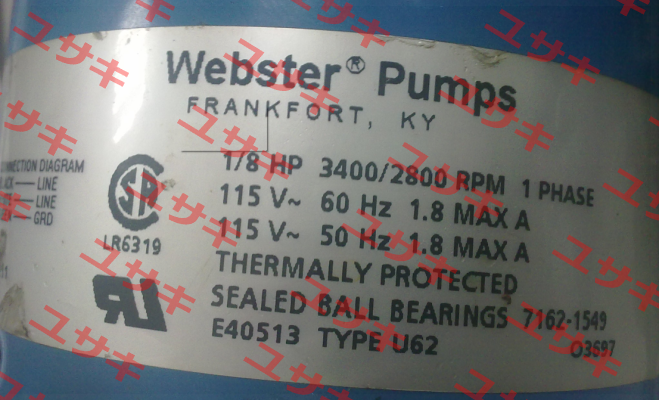 Webster® Pumps
FRANKFORT, KY
1/8 HP 3400/2800 RPM 1 PHASE
115 V~ 60 Hz 1.8 MAX A
115 V~ 50 Hz 1.8 MAX A
THERMALLY PROTECTED
SEALED BALL BEARINGS 7162-1549
E40513 TYPE U62 03697
DIAGRAM
LINE
LINE
GRD
LR6319
ユサキ